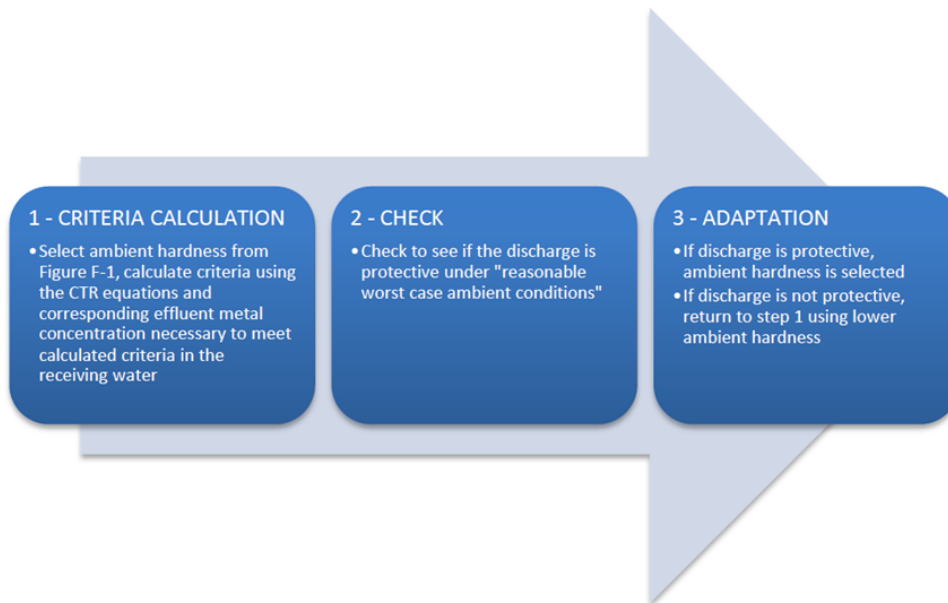 1 - CRITERIA CALCULATION
•Select ambient hardness from
Figure F-1, calculate criteria using
the CTR equations and
corresponding effluent metal
concentration necessary to meet
calculated criteria in the
receiving water
2 - CHECK
•Check to see if the discharge is
protective under "reasonable
worst case ambient conditions"
3 - ADAPTATION
•If discharge is protective,
ambient hardness is selected
•If discharge is not protective,
return to step 1 using lower
ambient hardness